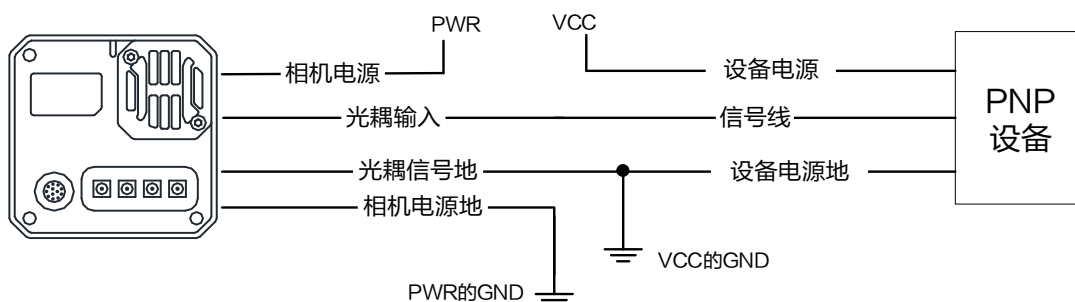 PWR
VCC
相机电源
设备电源
光耦输入
信号线
PNP
设备
光耦信号地
设备电源地
相机电源地
VCC的GND
PWR的GND